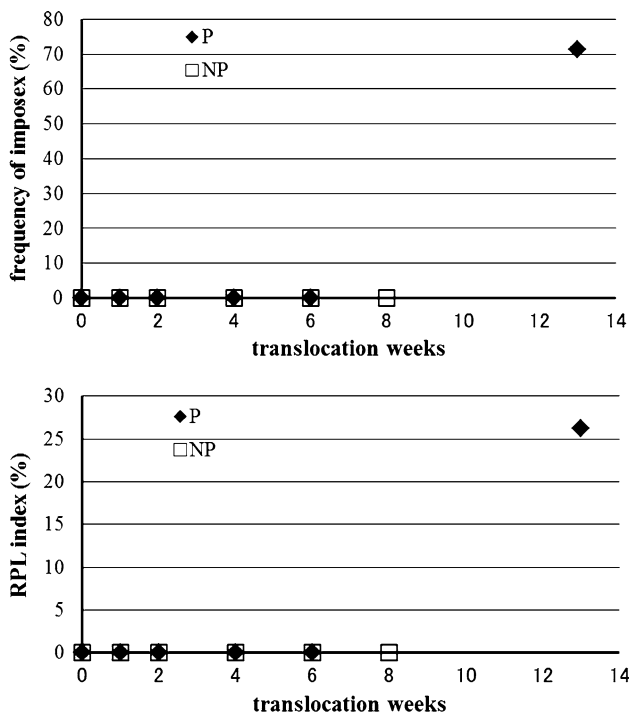 80
70
60
50
40
30
20
10
0
frequency of imposex (%)
P
NP
0 2 4 6 8 10 12 14
translocation weeks
30
25
20
15
10
5
0
RPL index (%)
P
NP
0 2 4 6 8 10 12 14
translocation weeks